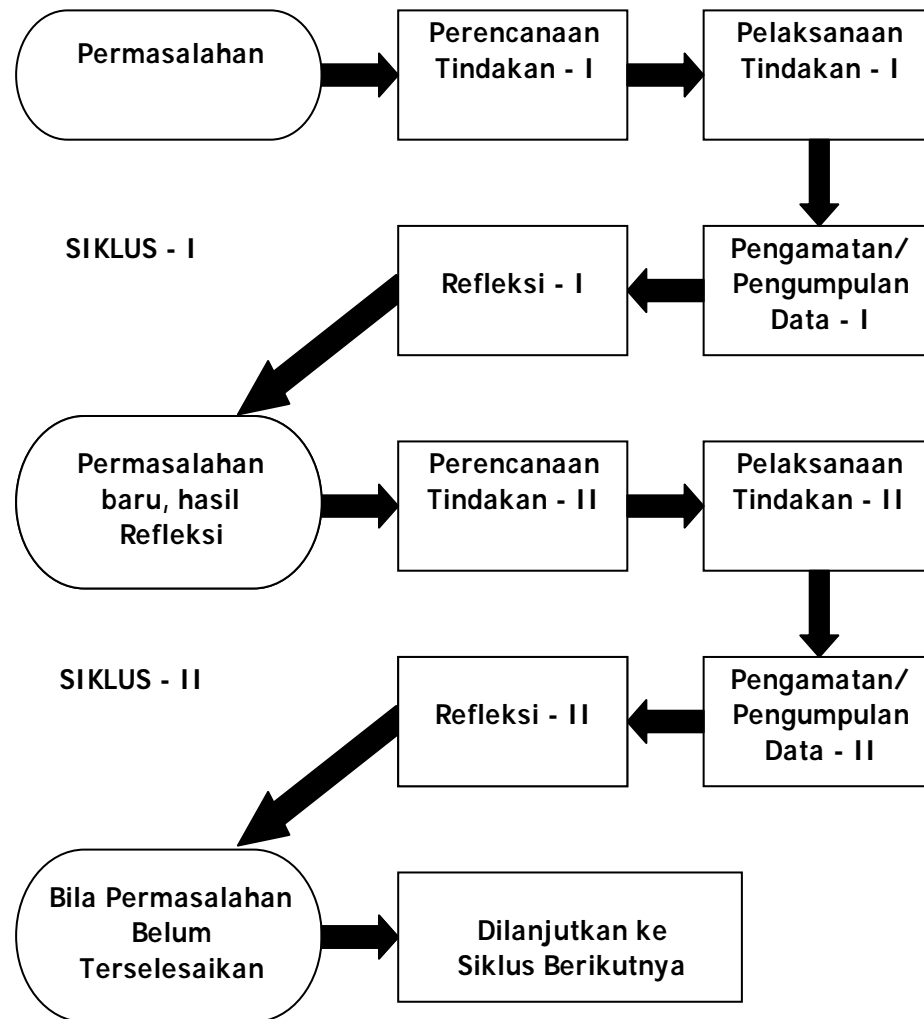 Permasalahan
Perencanaan
Tindakan - I
Pelaksanaan
Tindakan - I
SIKLUS - I
Refleksi - I
Pengamatan/
Pengumpulan
Data - I
Permasalahan
baru, hasil
Refleksi
Perencanaan
Tindakan - II
Pelaksanaan
Tindakan - II
SIKLUS - II
Refleksi - II
Pengamatan/
Pengumpulan
Data - II
Bila Permasalahan
Belum
Terselesaikan
Dilanjutkan ke
Siklus Berikutnya